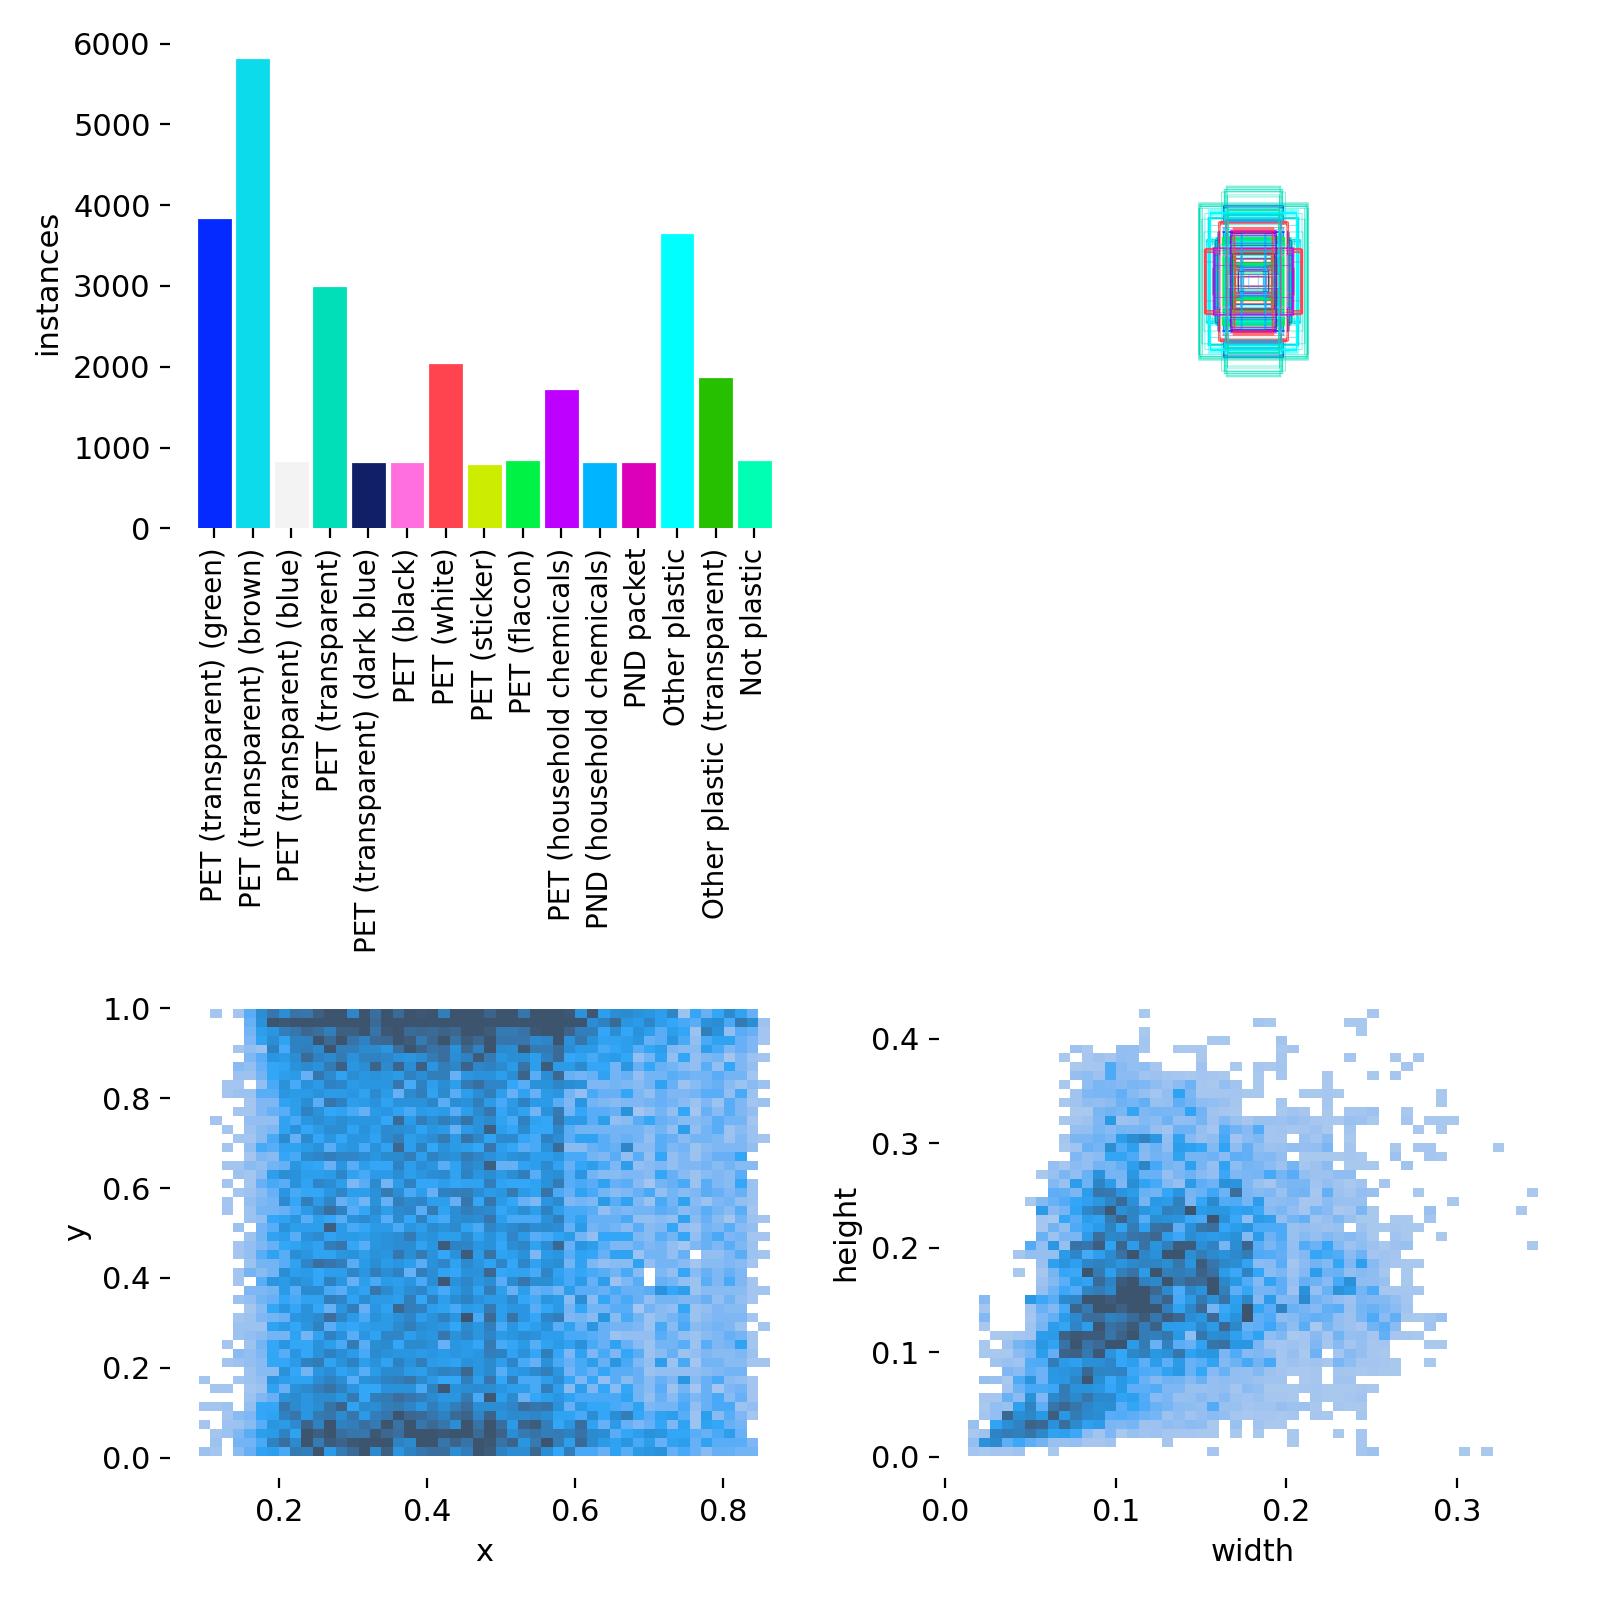 6000
5000
4000
3000
2000
1000
0
instances
PET (transparent) (green)
PET (transparent) (brown)
PET (transparent) (blue)
PET (transparent)
PET (transparent) (dark blue)
PET (black)
PET (white)
PET (sticker)
PET (flacon)
PET (household chemicals)
PND (household chemicals)
PND packet
Other plastic
Other plastic (transparent)
Not plastic
1.0
0.8
0.6
0.4
0.2
0.0
y
0.2 0.4 0.6 0.8
x
0.4
0.3
0.2
0.1
0.0
height
0.0 0.1 0.2 0.3
width